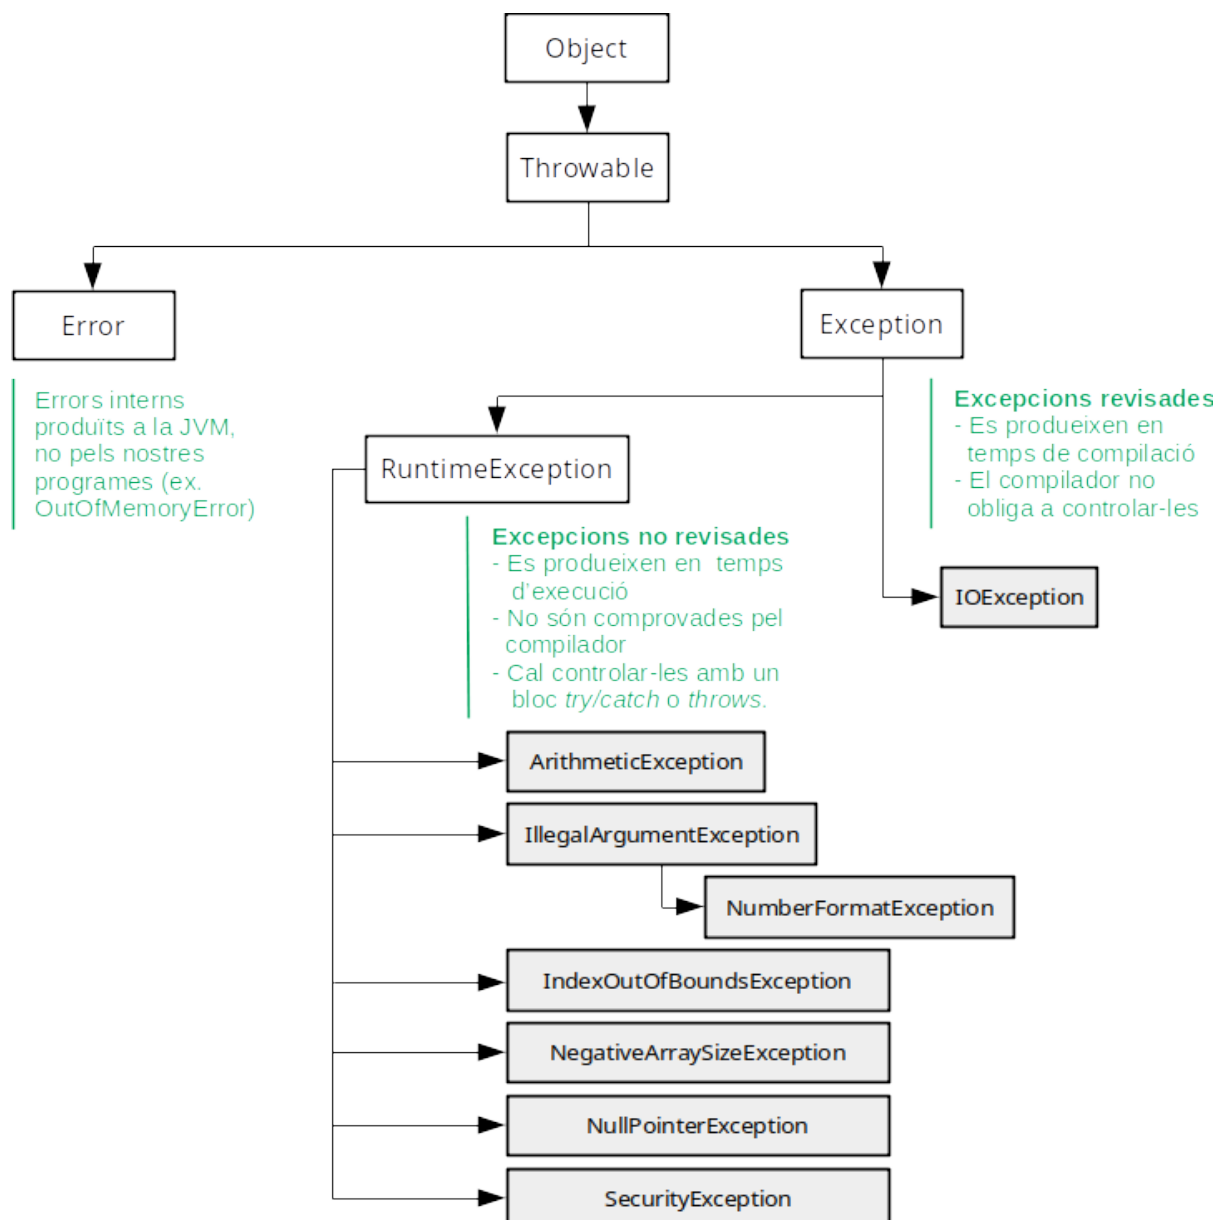 Object
Throwable
Error
Exception
Errors interns
produïts a la JVM,
no pels nostres
programes (ex.
OutOfMemoryError)
Excepcions revisades
- Es produeixen en
temps de compilació
- El compilador no
obliga a controlar-les
RuntimeException
Excepcions no revisades
- Es produeixen en temps
d'execució
- No són comprovades pel
compilador
- Cal controlar-les amb un
bloc try/catch o throws.
IOException
ArithmeticException
IllegalArgumentException
NumberFormatException
IndexOutOfBoundsException
NegativeArraySizeException
NullPointerException
SecurityException